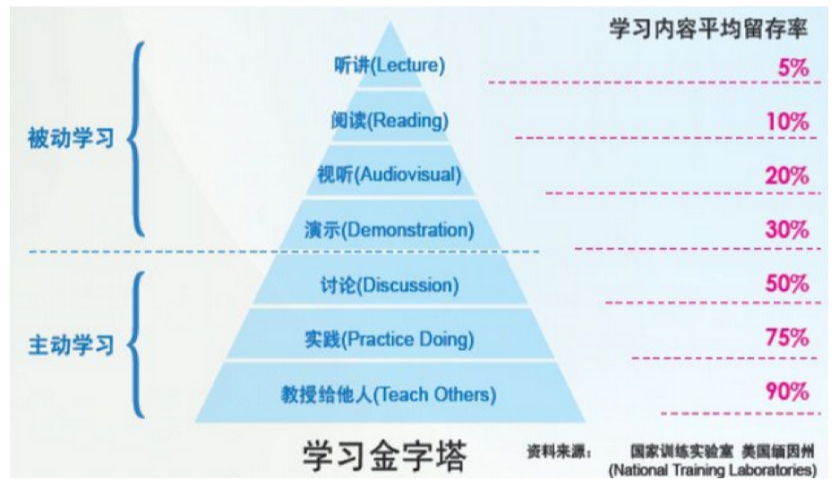 学习内容平均留存率
听讲(Lecture) 5%
阅读(Reading) 10%
被动学习
视听(Audiovisual) 20%
演示(Demonstration) 30%
讨论(Discussion) 50%
主动学习
实践(Practice Doing) 75%
教授给他人(Teach Others) 90%
学习金字塔
资料来源： 国家训练实验室 美国缅因州
(National Training Laboratories)